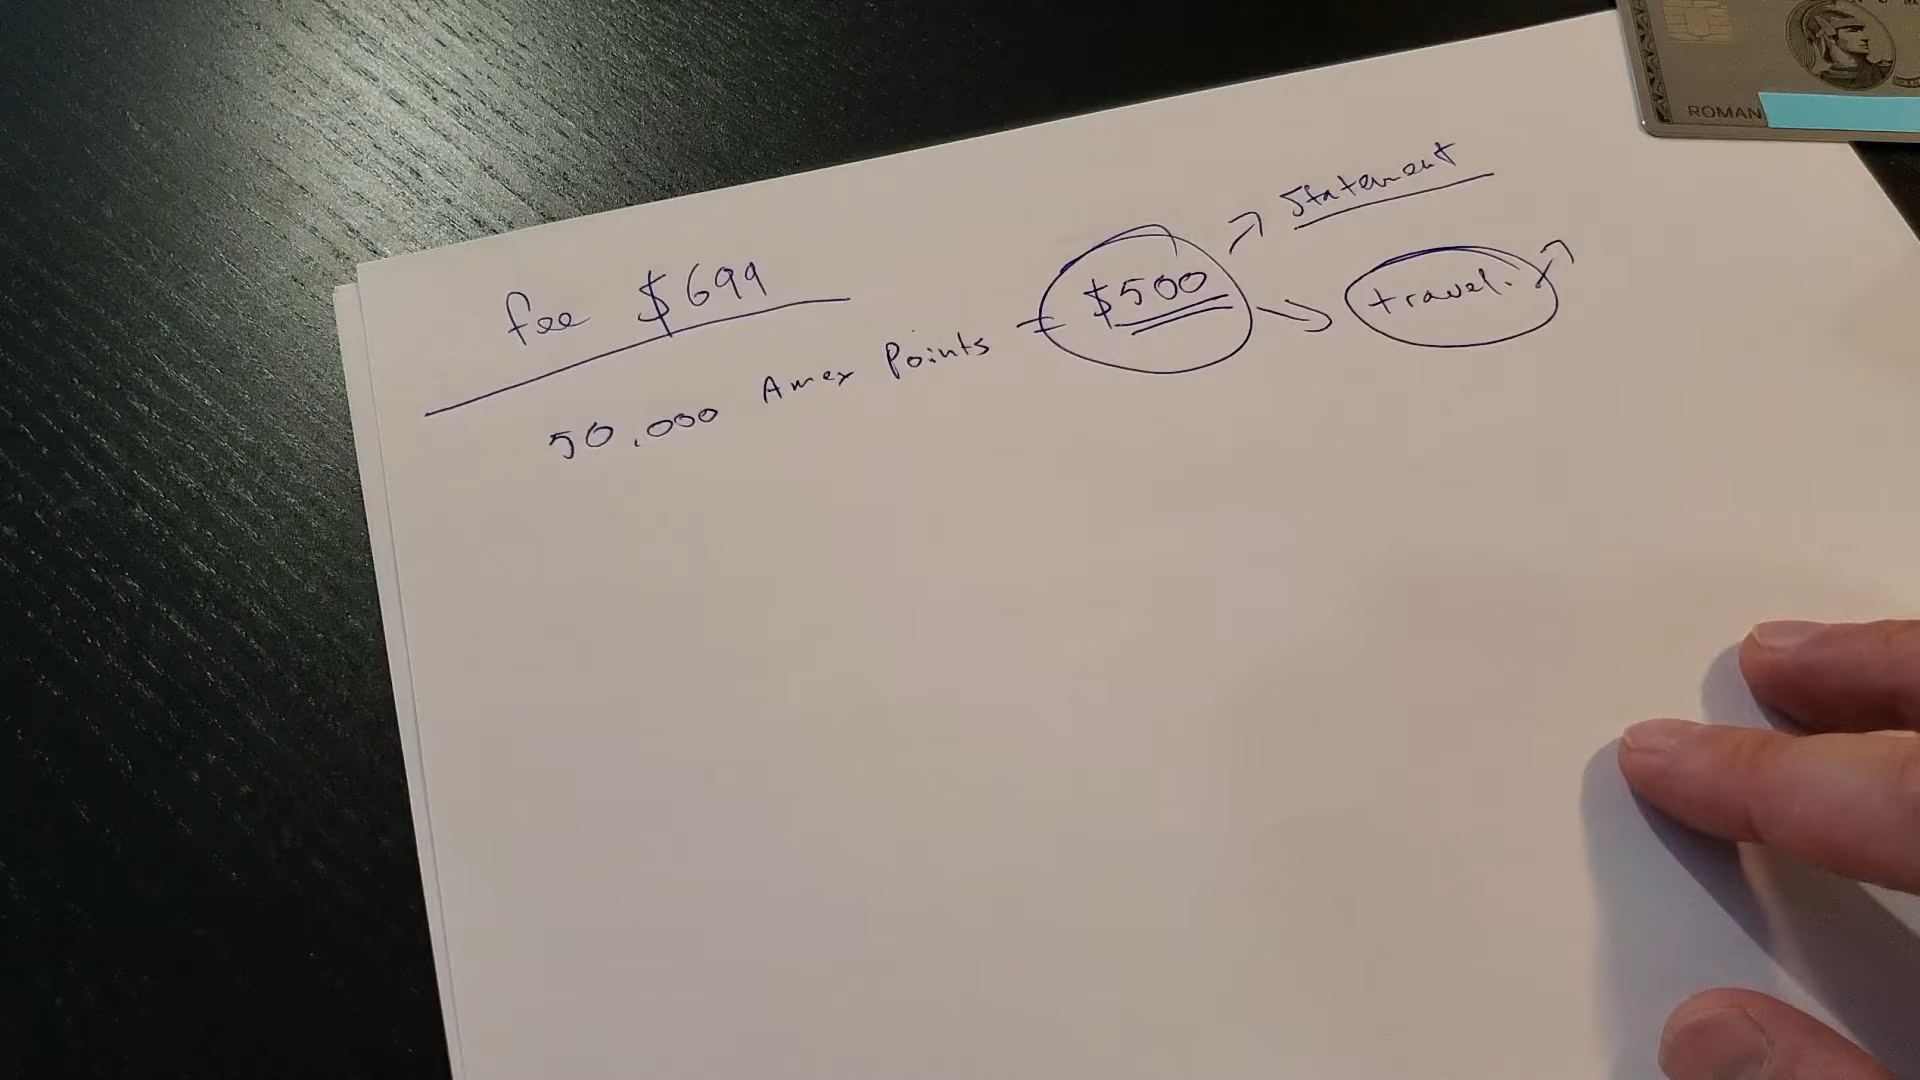 fee $699
50.000 Amex Points = $500
Statement
travel.
ROMAN